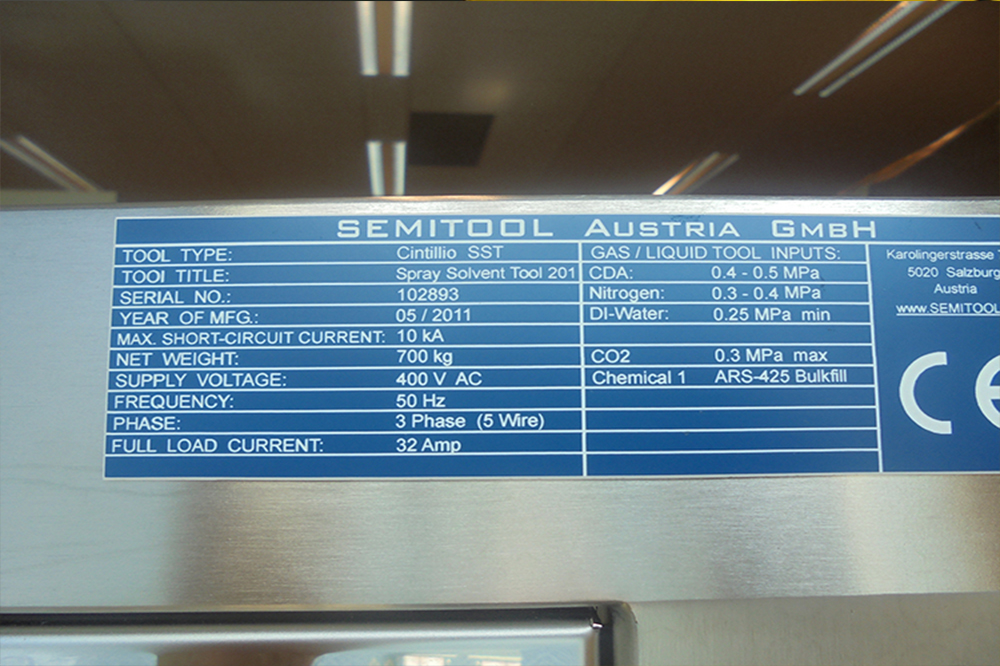 SEMITOOL AUSTRIA GMBH
TOOL TYPE: Cintillio SST
TOOl TITLE: Spray Solvent Tool 201
SERIAL NO.: 102893
YEAR OF MFG.: 05 / 2011
MAX. SHORT-CIRCUIT CURRENT: 10 kA
NET WEIGHT: 700 kg
SUPPLY VOLTAGE: 400 V AC
FREQUENCY: 50 Hz
PHASE: 3 Phase (5 Wire)
FULL LOAD CURRENT: 32 Amp
GAS / LIQUID TOOL INPUTS:
CDA: 0.4 - 0.5 MPa
Nitrogen: 0.3 - 0.4 MPa
DI-Water: 0.25 MPa min
CO2 0.3 MPa max
Chemical 1 ARS-425 Bulkfill
Karolingerstrasse
5020 Salzburg
Austria
www.SEMITOOL
CE